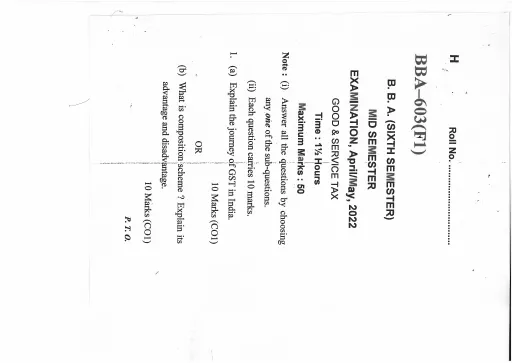 H
Roll No. ........................................
BBA–603(F1)
B. B. A. (SIXTH SEMESTER)
MID SEMESTER
EXAMINATION, April/May, 2022
GOOD & SERVICE TAX
Time : 1½ Hours
Maximum Marks : 50
Note : (i) Answer all the questions by choosing
any one of the sub-questions.
(ii) Each question carries 10 marks.
1. (a) Explain the journey of GST in India.
10 Marks (CO1)
OR
(b) What is composition scheme ? Explain its
advantage and disadvantage.
10 Marks (CO1)
P. T. O.